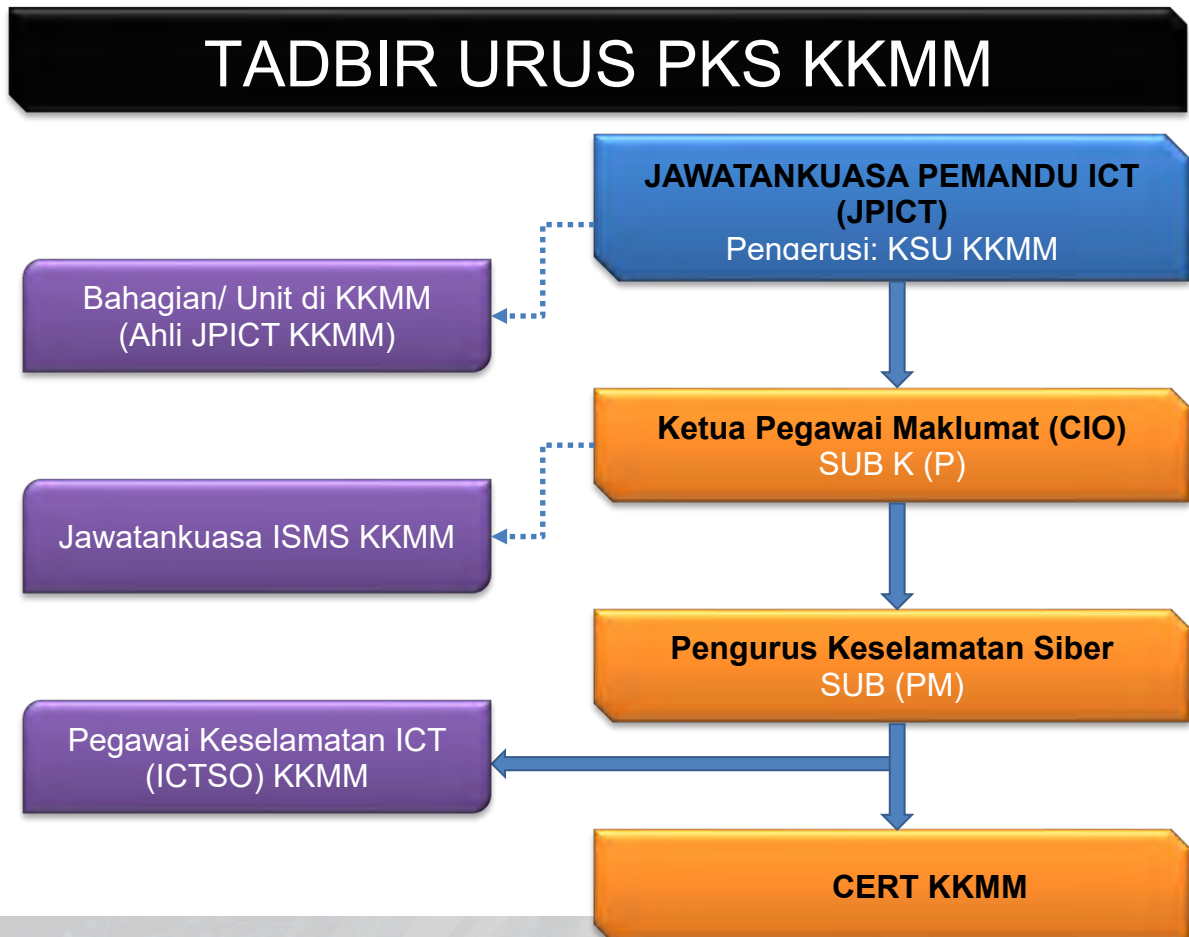 TADBIR URUS PKS KKMM
JAWATANKUASA PEMANDU ICT
(JPICT)
Pengerusi: KSU KKMM
Bahagian/ Unit di KKMM
(Ahli JPICT KKMM)
Ketua Pegawai Maklumat (CIO)
SUB K (P)
Jawatankuasa ISMS KKMM
Pengurus Keselamatan Siber
SUB (PM)
Pegawai Keselamatan ICT
(ICTSO) KKMM
CERT KKMM